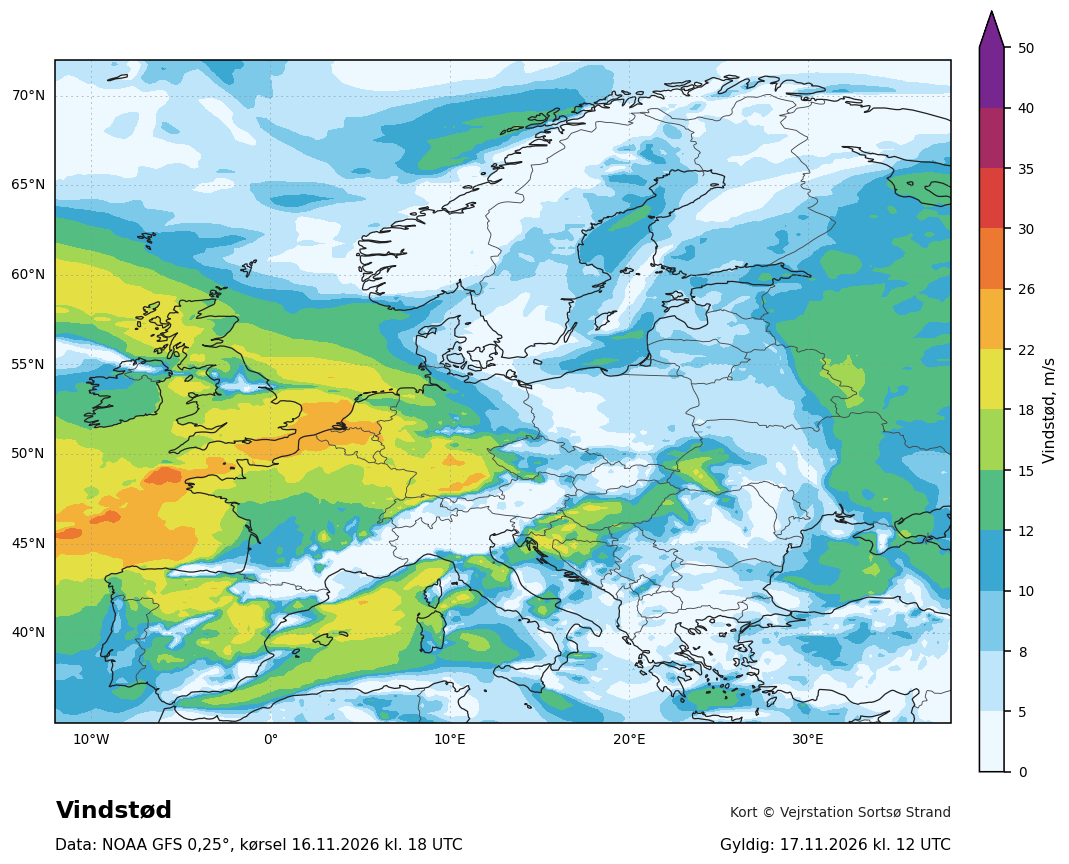 50
40
35
30
26
22
18
15
12
10
8
5
0
Vindstød, m/s
70°N
65°N
60°N
55°N
50°N
45°N
40°N
10°W
0°
10°E
20°E
30°E
Vindstød
Kort © Vejrstation Sortsø Strand
Data: NOAA GFS 0,25°, kørsel 16.11.2026 kl. 18 UTC
Gyldig: 17.11.2026 kl. 12 UTC